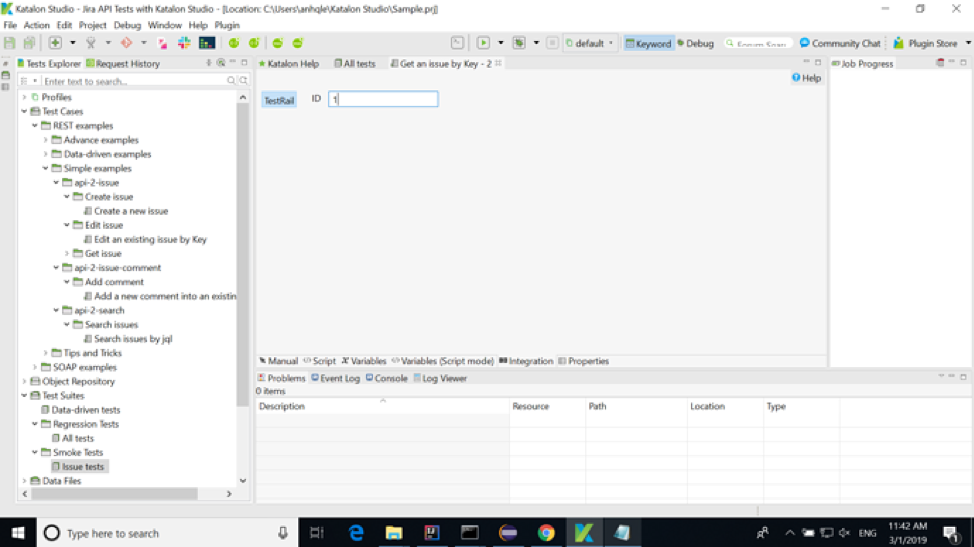 Katalon Studio - Jira API Tests with Katalon Studio - [Location: C:\Users\anhqle\Katalon Studio\Sample.prj]
File Action Edit Project Debug Window Help Plugin
default Keyword Debug Community Chat Plugin Store
Tests Explorer Request History
Katalon Help All tests Get an issue by Key - 2
Job Progress
Enter text to search...
Help
TestRail ID 1
Profiles
Test Cases
REST examples
Advance examples
Data-driven examples
Simple examples
api-2-issue
Create issue
Create a new issue
Edit issue
Edit an existing issue by Key
Get issue
api-2-issue-comment
Add comment
Add a new comment into an existin
api-2-search
Search issues
Search issues by jql
Tips and Tricks
SOAP examples
Object Repository
Test Suites
Data-driven tests
Regression Tests
All tests
Smoke Tests
Issue tests
Data Files
Manual Script Variables Variables (Script mode) Integration Properties
Problems Event Log Console Log Viewer
0 items
Description Resource Path Location Type
Type here to search
ENG
11:42 AM
3/1/2019
1